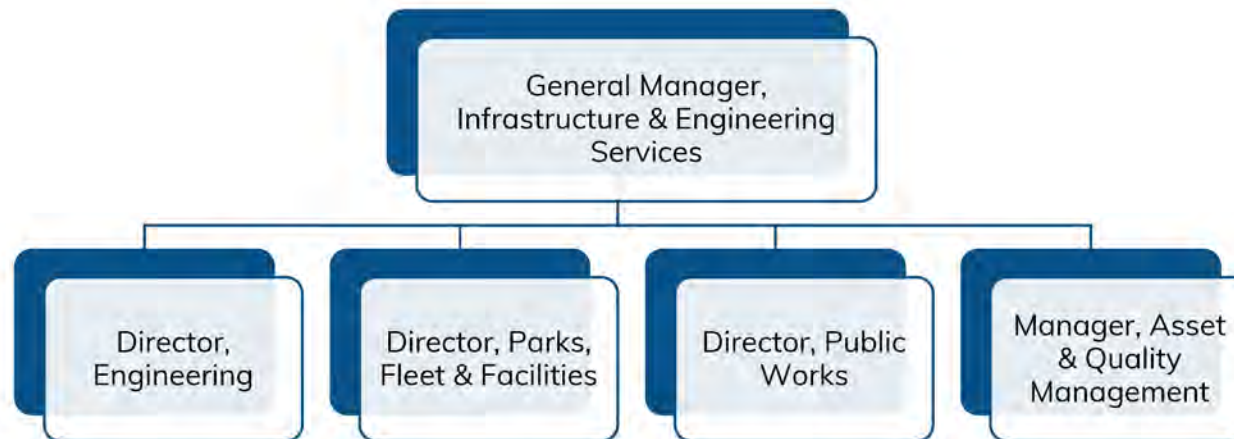 General Manager,
Infrastructure & Engineering
Services
Director,
Engineering
Director, Parks,
Fleet & Facilities
Director, Public
Works
Manager, Asset
& Quality
Management